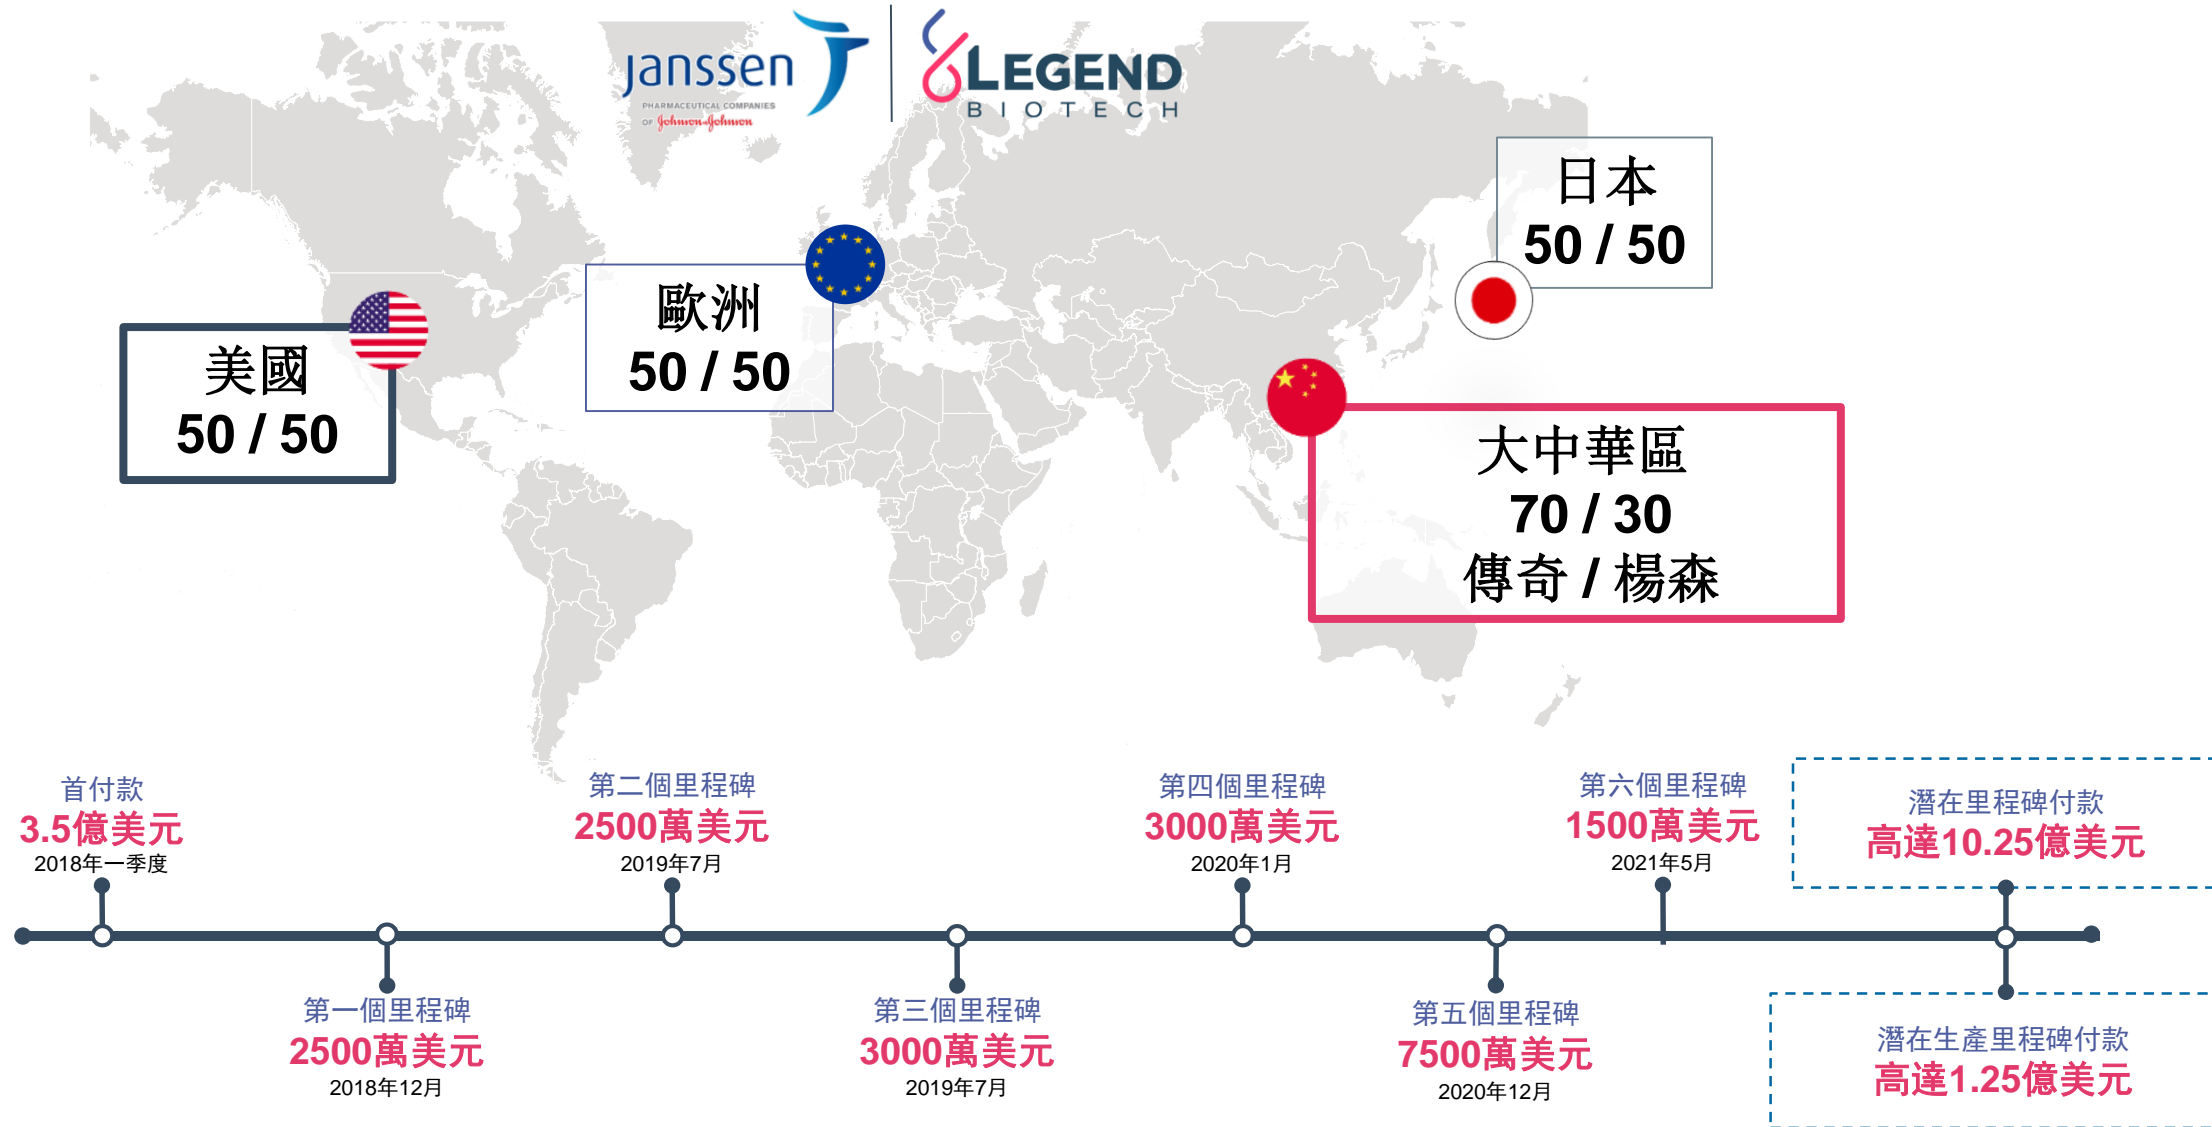 Janssen
PHARMACEUTICAL COMPANIES
OF Johnson & Johnson
LEGEND
BIOTECH
日本
50 / 50
歐洲
50 / 50
美國
50 / 50
大中華區
70 / 30
傳奇 / 楊森
首付款
3.5億美元
2018年一季度
第一個里程碑
2500萬美元
2018年12月
第二個里程碑
2500萬美元
2019年7月
第三個里程碑
3000萬美元
2019年7月
第四個里程碑
3000萬美元
2020年1月
第五個里程碑
7500萬美元
2020年12月
第六個里程碑
1500萬美元
2021年5月
潛在里程碑付款
高達10.25億美元
潛在生產里程碑付款
高達1.25億美元